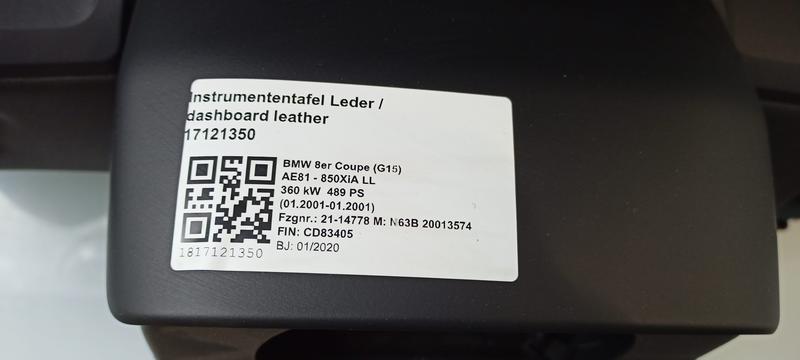 Instrumententafel Leder /
dashboard leather
17121350
BMW 8er Coupe (G15)
AE81 - 850XiA LL
360 kW 489 PS
(01.2001-01.2001)
Fzgnr.: 21-14778 M: N63B 20013574
FIN: CD83405
BJ: 01/2020
1817121350